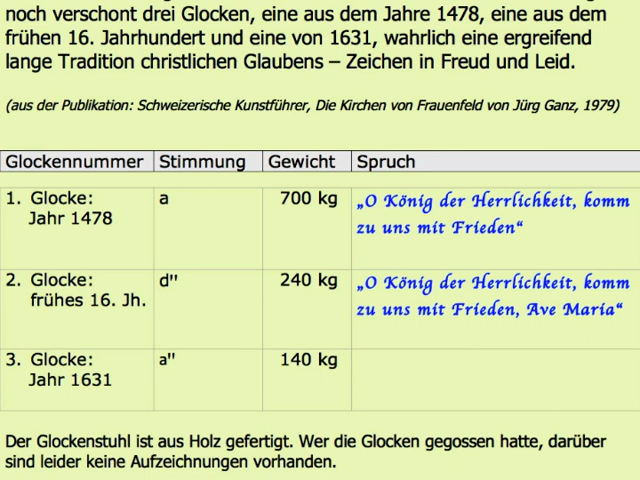 noch verschont drei Glocken, eine aus dem Jahre 1478, eine aus dem
frühen 16. Jahrhundert und eine von 1631, wahrlich eine ergreifend
lange Tradition christlichen Glaubens – Zeichen in Freud und Leid.
(aus der Publikation: Schweizerische Kunstführer, Die Kirchen von Frauenfeld von Jürg Ganz, 1979)
Glockennummer Stimmung Gewicht Spruch
1. Glocke: a 700 kg „O König der Herrlichkeit, komm
Jahr 1478 zu uns mit Frieden“
2. Glocke: d" 240 kg „O König der Herrlichkeit, komm
frühes 16. Jh. zu uns mit Frieden, Ave Maria“
3. Glocke: a" 140 kg
Jahr 1631
Der Glockenstuhl ist aus Holz gefertigt. Wer die Glocken gegossen hatte, darüber
sind leider keine Aufzeichnungen vorhanden.